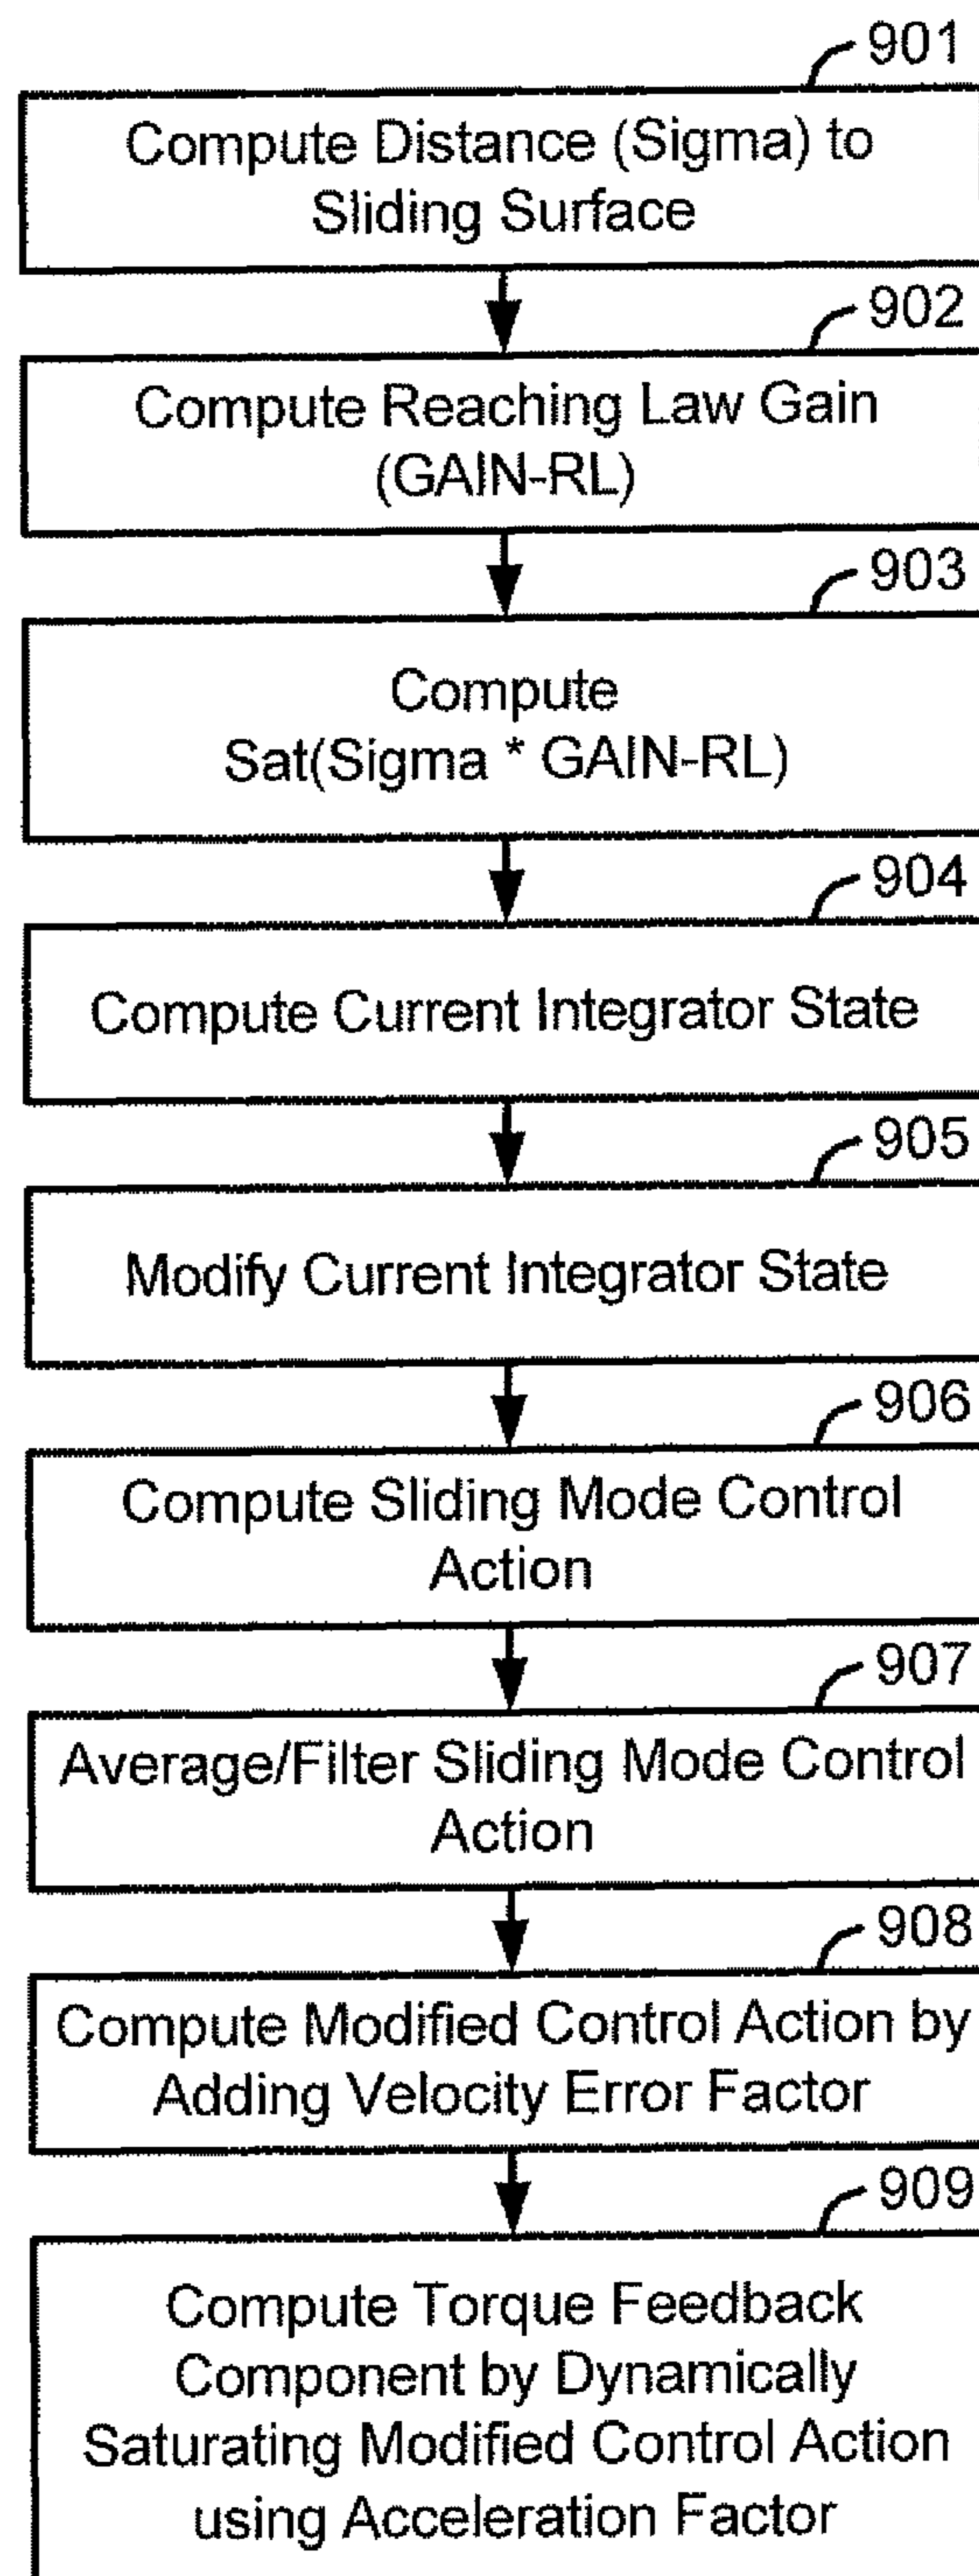 901
Compute Distance (Sigma) to
Sliding Surface
902
Compute Reaching Law Gain
(GAIN-RL)
903
Compute
Sat(Sigma * GAIN-RL)
904
Compute Current Integrator State
905
Modify Current Integrator State
906
Compute Sliding Mode Control
Action
907
Average/Filter Sliding Mode Control
Action
908
Compute Modified Control Action by
Adding Velocity Error Factor
909
Compute Torque Feedback
Component by Dynamically
Saturating Modified Control Action
using Acceleration Factor